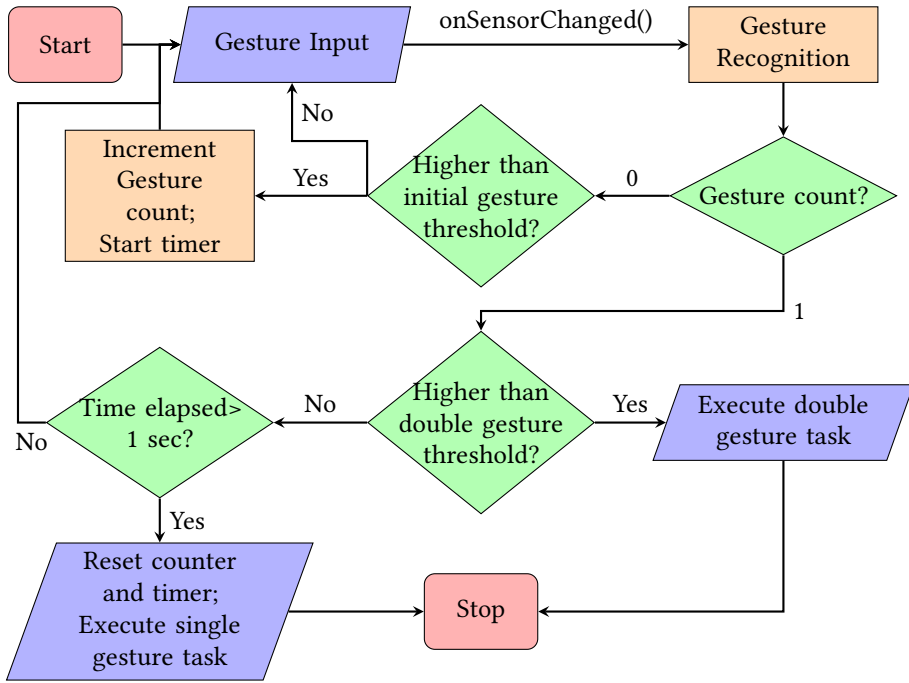 Start
Gesture Input
onSensorChanged()
Gesture
Recognition
No
Increment
Gesture
count;
Start timer
Yes
Higher than
initial gesture
threshold?
0
Gesture count?
1
Time elapsed>
1 sec?
No
No
Higher than
double gesture
threshold?
Yes
Execute double
gesture task
Yes
Reset counter
and timer;
Execute single
gesture task
Stop